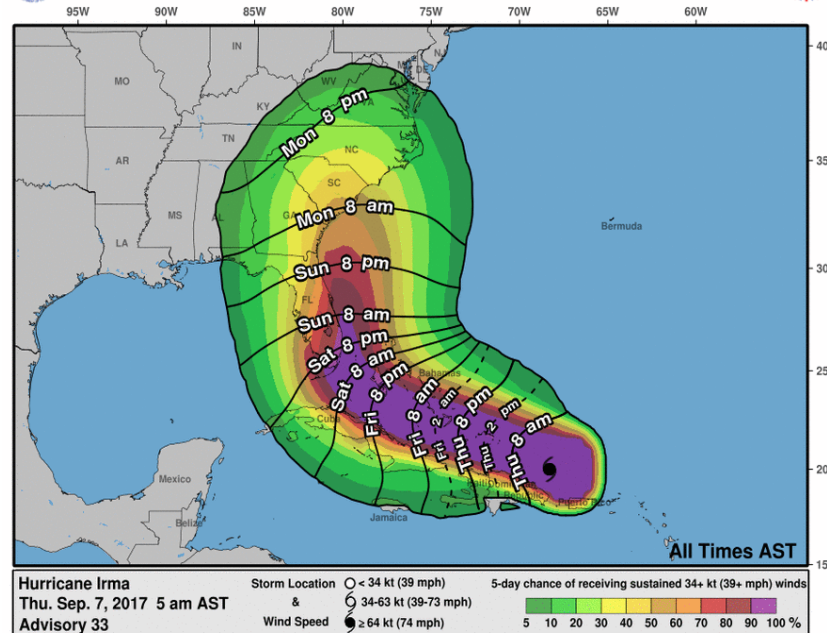 95W 90W 85W 80W 75W 70W 65W 60W
40
35
30
25
20
15
IN
MO
WV
VA
KY
NJ
DE
TN
NC
AR
SC
MS
AL
GA
LA
FL
Mon 8 pm
Mon 8 am
Sun 8 pm
Sun 8 am
Sat 8 pm
Sat 8 am
Fri 8 pm
Fri 8 am
Fri 2 am
Thu 8 pm
Thu 2 pm
Thu 8 am
Bermuda
Bahamas
Cuba
Mexico
Belize
Jamaica
Haiti
Puerto Rico
All Times AST
Hurricane Irma
Thu. Sep. 7, 2017 5 am AST
Advisory 33
Storm Location
&
Wind Speed
< 34 kt (39 mph)
34-63 kt (39-73 mph)
≥ 64 kt (74 mph)
5-day chance of receiving sustained 34+ kt (39+ mph) winds
5 10 20 30 40 50 60 70 80 90 100 %